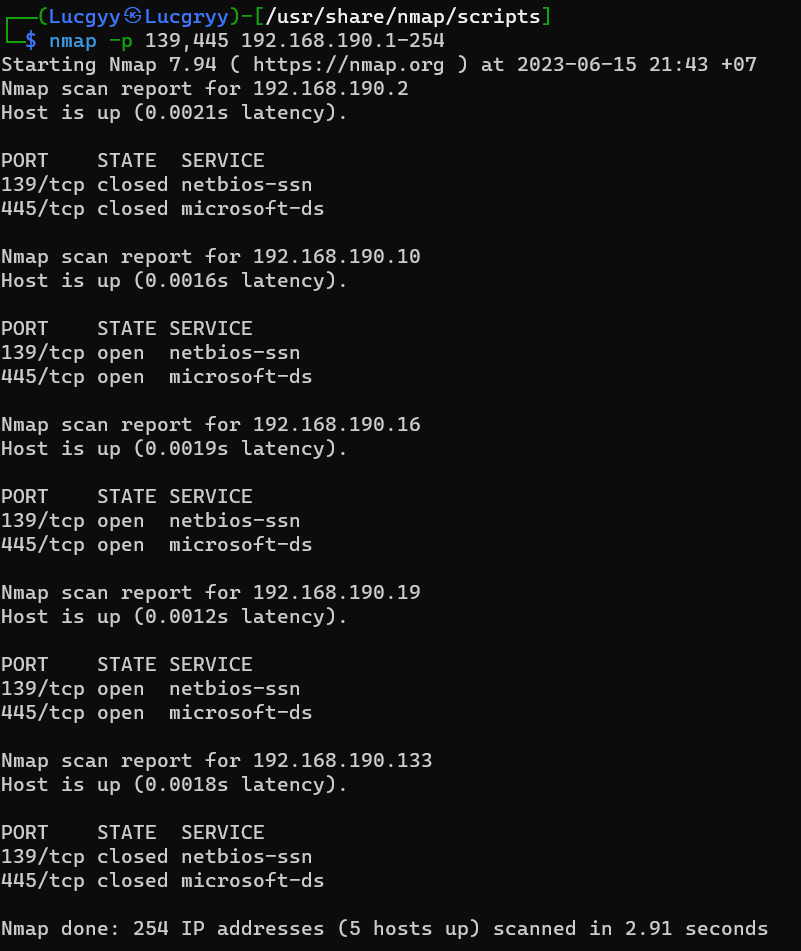 ┌──(Lucgyy㉿Lucgryy)-[/usr/share/nmap/scripts]
└─$ nmap -p 139,445 192.168.190.1-254
Starting Nmap 7.94 ( https://nmap.org ) at 2023-06-15 21:43 +07
Nmap scan report for 192.168.190.2
Host is up (0.0021s latency).

PORT    STATE  SERVICE
139/tcp closed netbios-ssn
445/tcp closed microsoft-ds

Nmap scan report for 192.168.190.10
Host is up (0.0016s latency).

PORT    STATE SERVICE
139/tcp open  netbios-ssn
445/tcp open  microsoft-ds

Nmap scan report for 192.168.190.16
Host is up (0.0019s latency).

PORT    STATE SERVICE
139/tcp open  netbios-ssn
445/tcp open  microsoft-ds

Nmap scan report for 192.168.190.19
Host is up (0.0012s latency).

PORT    STATE SERVICE
139/tcp open  netbios-ssn
445/tcp open  microsoft-ds

Nmap scan report for 192.168.190.133
Host is up (0.0018s latency).

PORT    STATE  SERVICE
139/tcp closed netbios-ssn
445/tcp closed microsoft-ds

Nmap done: 254 IP addresses (5 hosts up) scanned in 2.91 seconds